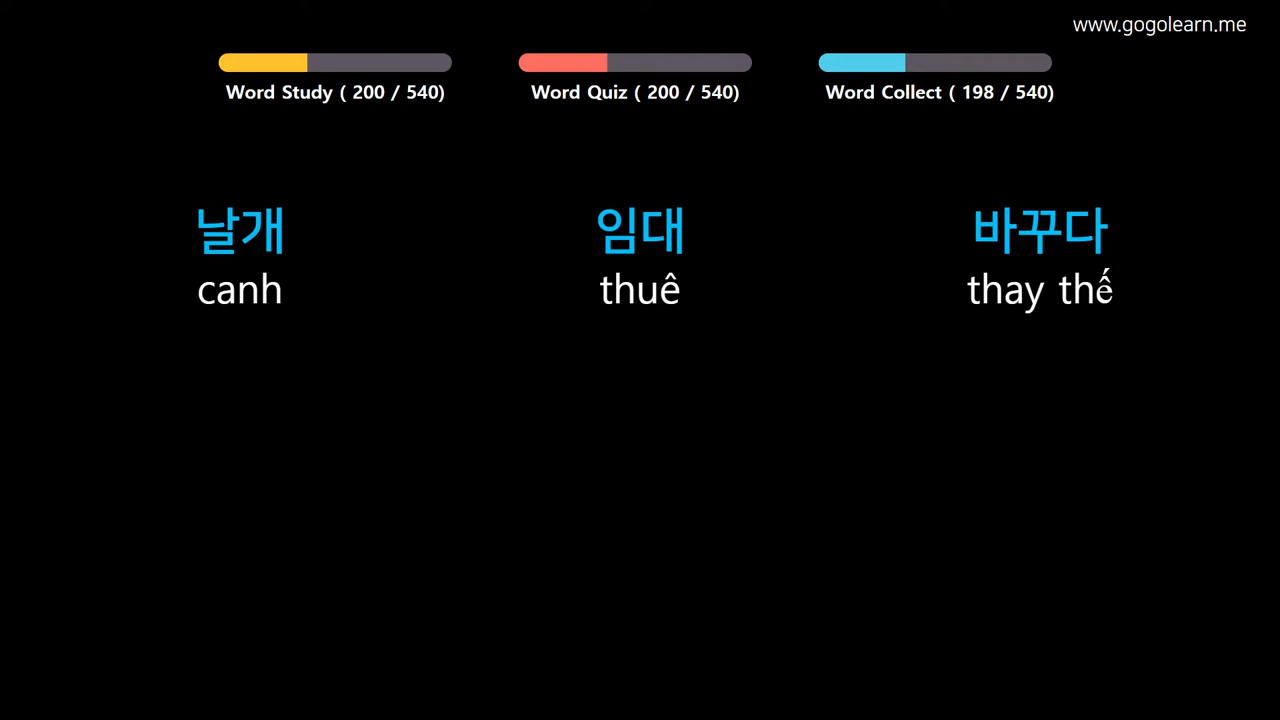 www.gogolearn.me
Word Study ( 200 / 540)
Word Quiz ( 200 / 540)
Word Collect ( 198 / 540)
날개
canh
임대
thuê
바꾸다
thay thế